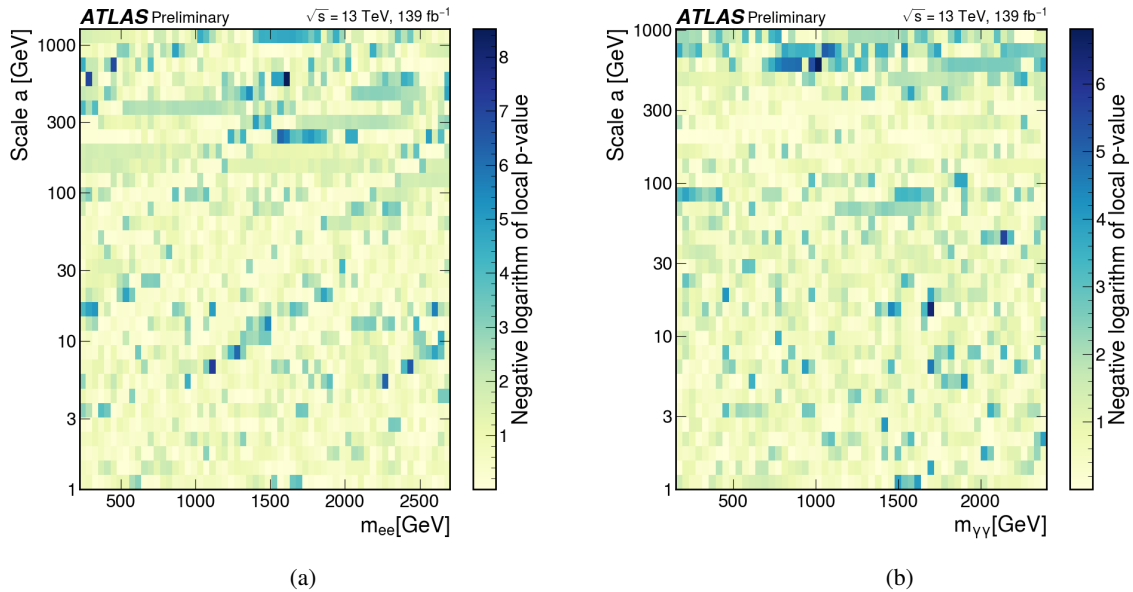 ATLAS Preliminary √s = 13 TeV, 139 fb⁻¹
Scale a [GeV]
1000
300
100
30
10
3
1
500 1000 1500 2000 2500
mₑₑ[GeV]
8
7
6
5
4
3
2
1
Negative logarithm of local p-value
(a)
ATLAS Preliminary √s = 13 TeV, 139 fb⁻¹
Scale a [GeV]
1000
300
100
30
10
3
1
500 1000 1500 2000
mᵧᵧ[GeV]
6
5
4
3
2
1
Negative logarithm of local p-value
(b)